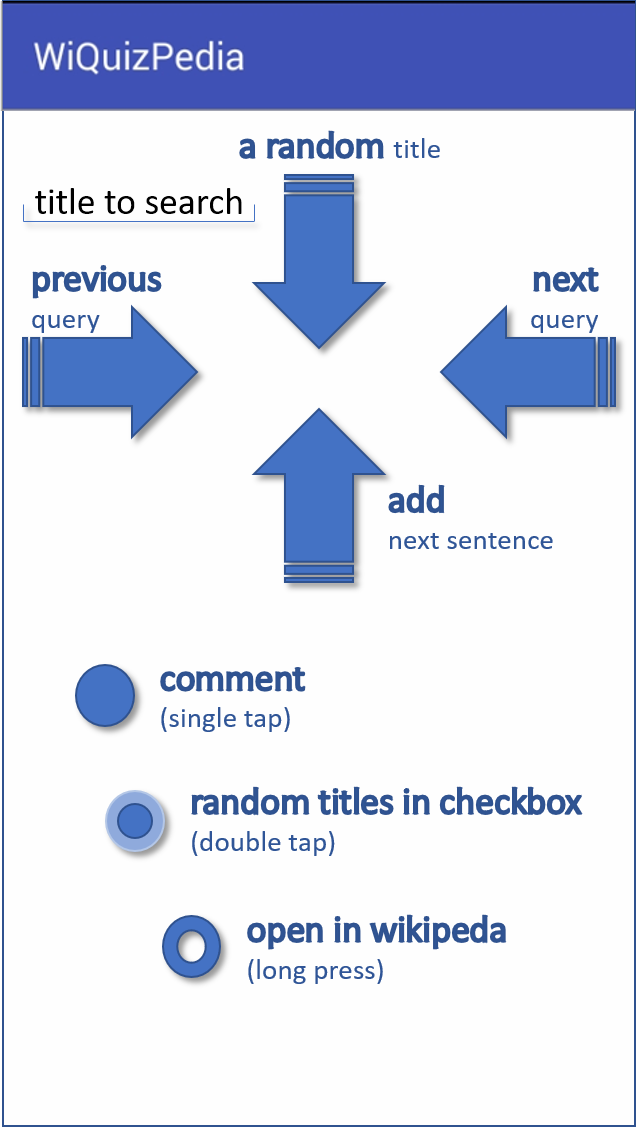 WiQuizPedia
a random title
title to search
previous
query
next
query
add
next sentence
comment
(single tap)
random titles in checkbox
(double tap)
open in wikipeda
(long press)